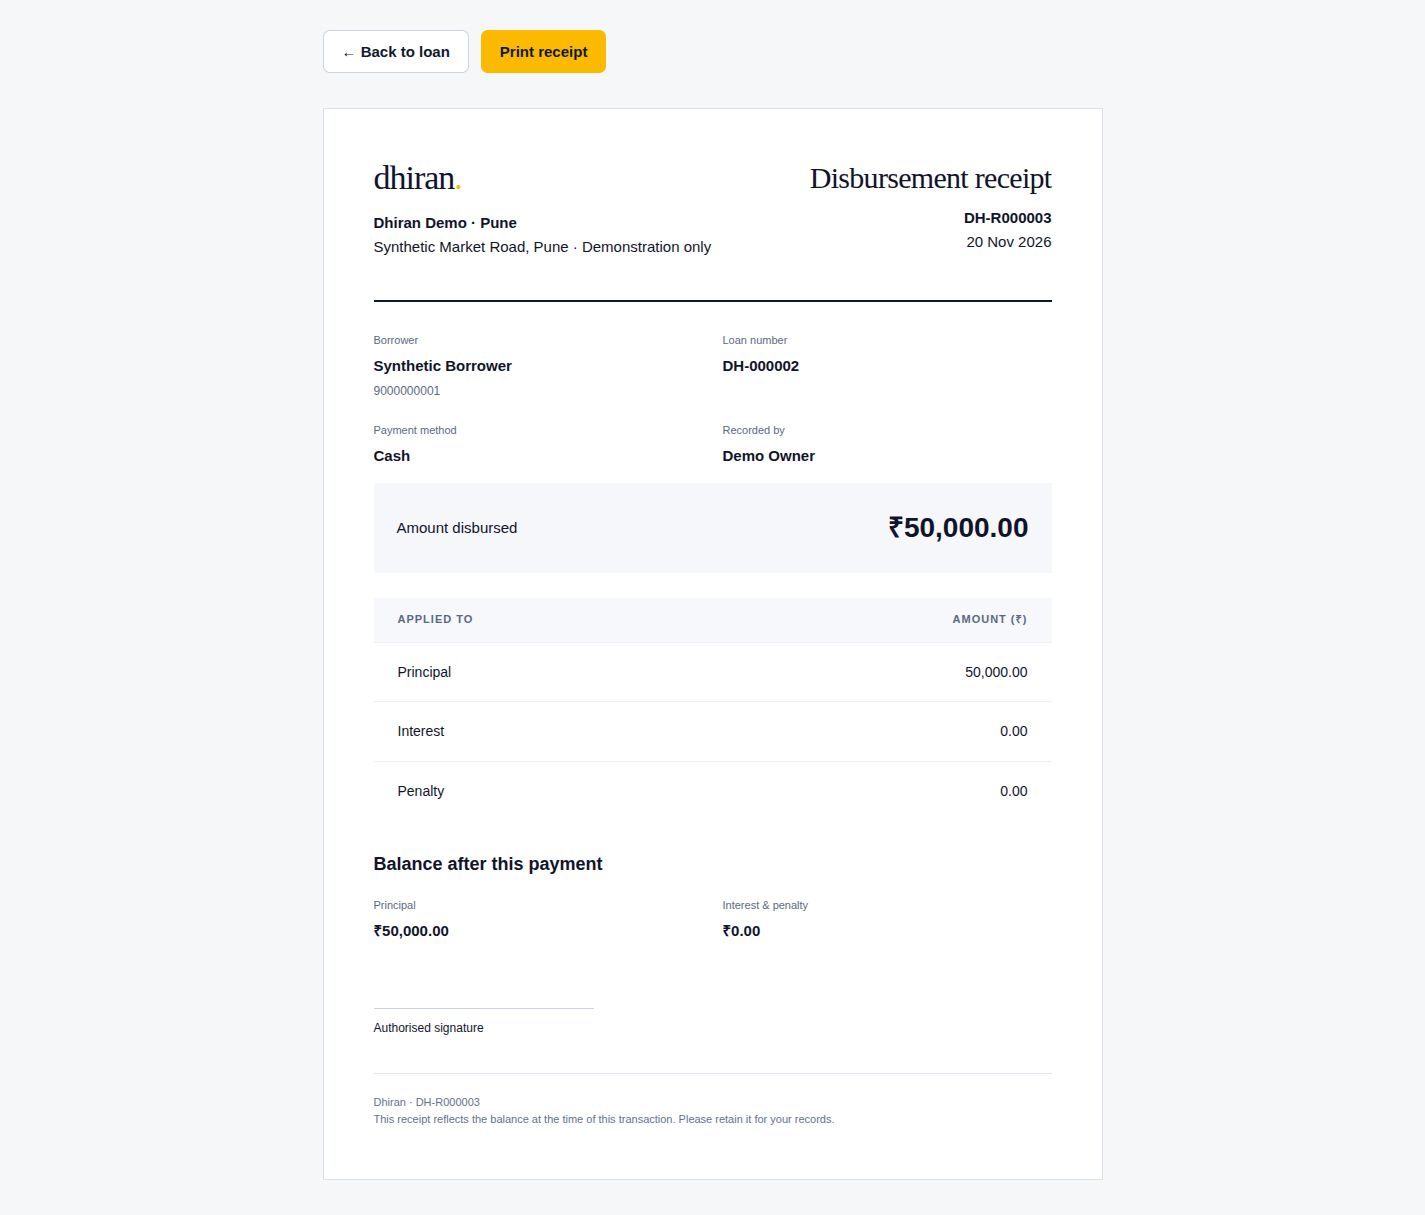 ← Back to loan
Print receipt
dhiran.
Disbursement receipt
Dhiran Demo · Pune
DH-R000003
Synthetic Market Road, Pune · Demonstration only
20 Nov 2026
Borrower
Loan number
Synthetic Borrower
DH-000002
9000000001
Payment method
Recorded by
Cash
Demo Owner
Amount disbursed
₹50,000.00
APPLIED TO
AMOUNT (₹)
Principal
50,000.00
Interest
0.00
Penalty
0.00
Balance after this payment
Principal
Interest & penalty
₹50,000.00
₹0.00
Authorised signature
Dhiran · DH-R000003
This receipt reflects the balance at the time of this transaction. Please retain it for your records.